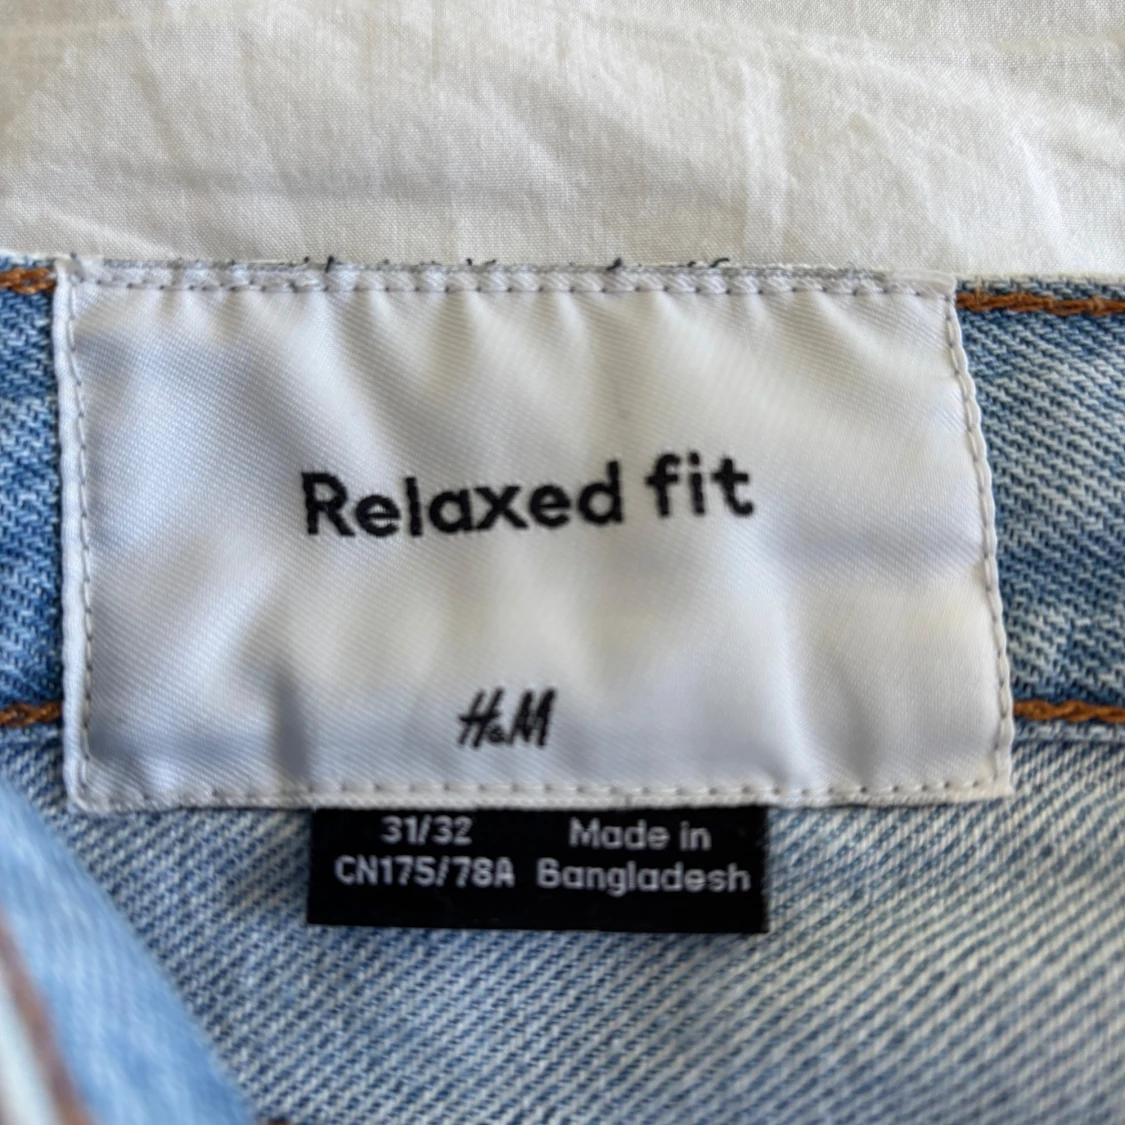 Relaxed fit
H&M
31/32
CN175/78A
Made in
Bangladesh